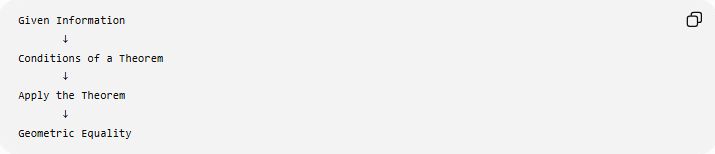 Given Information
↓
Conditions of a Theorem
↓
Apply the Theorem
↓
Geometric Equality